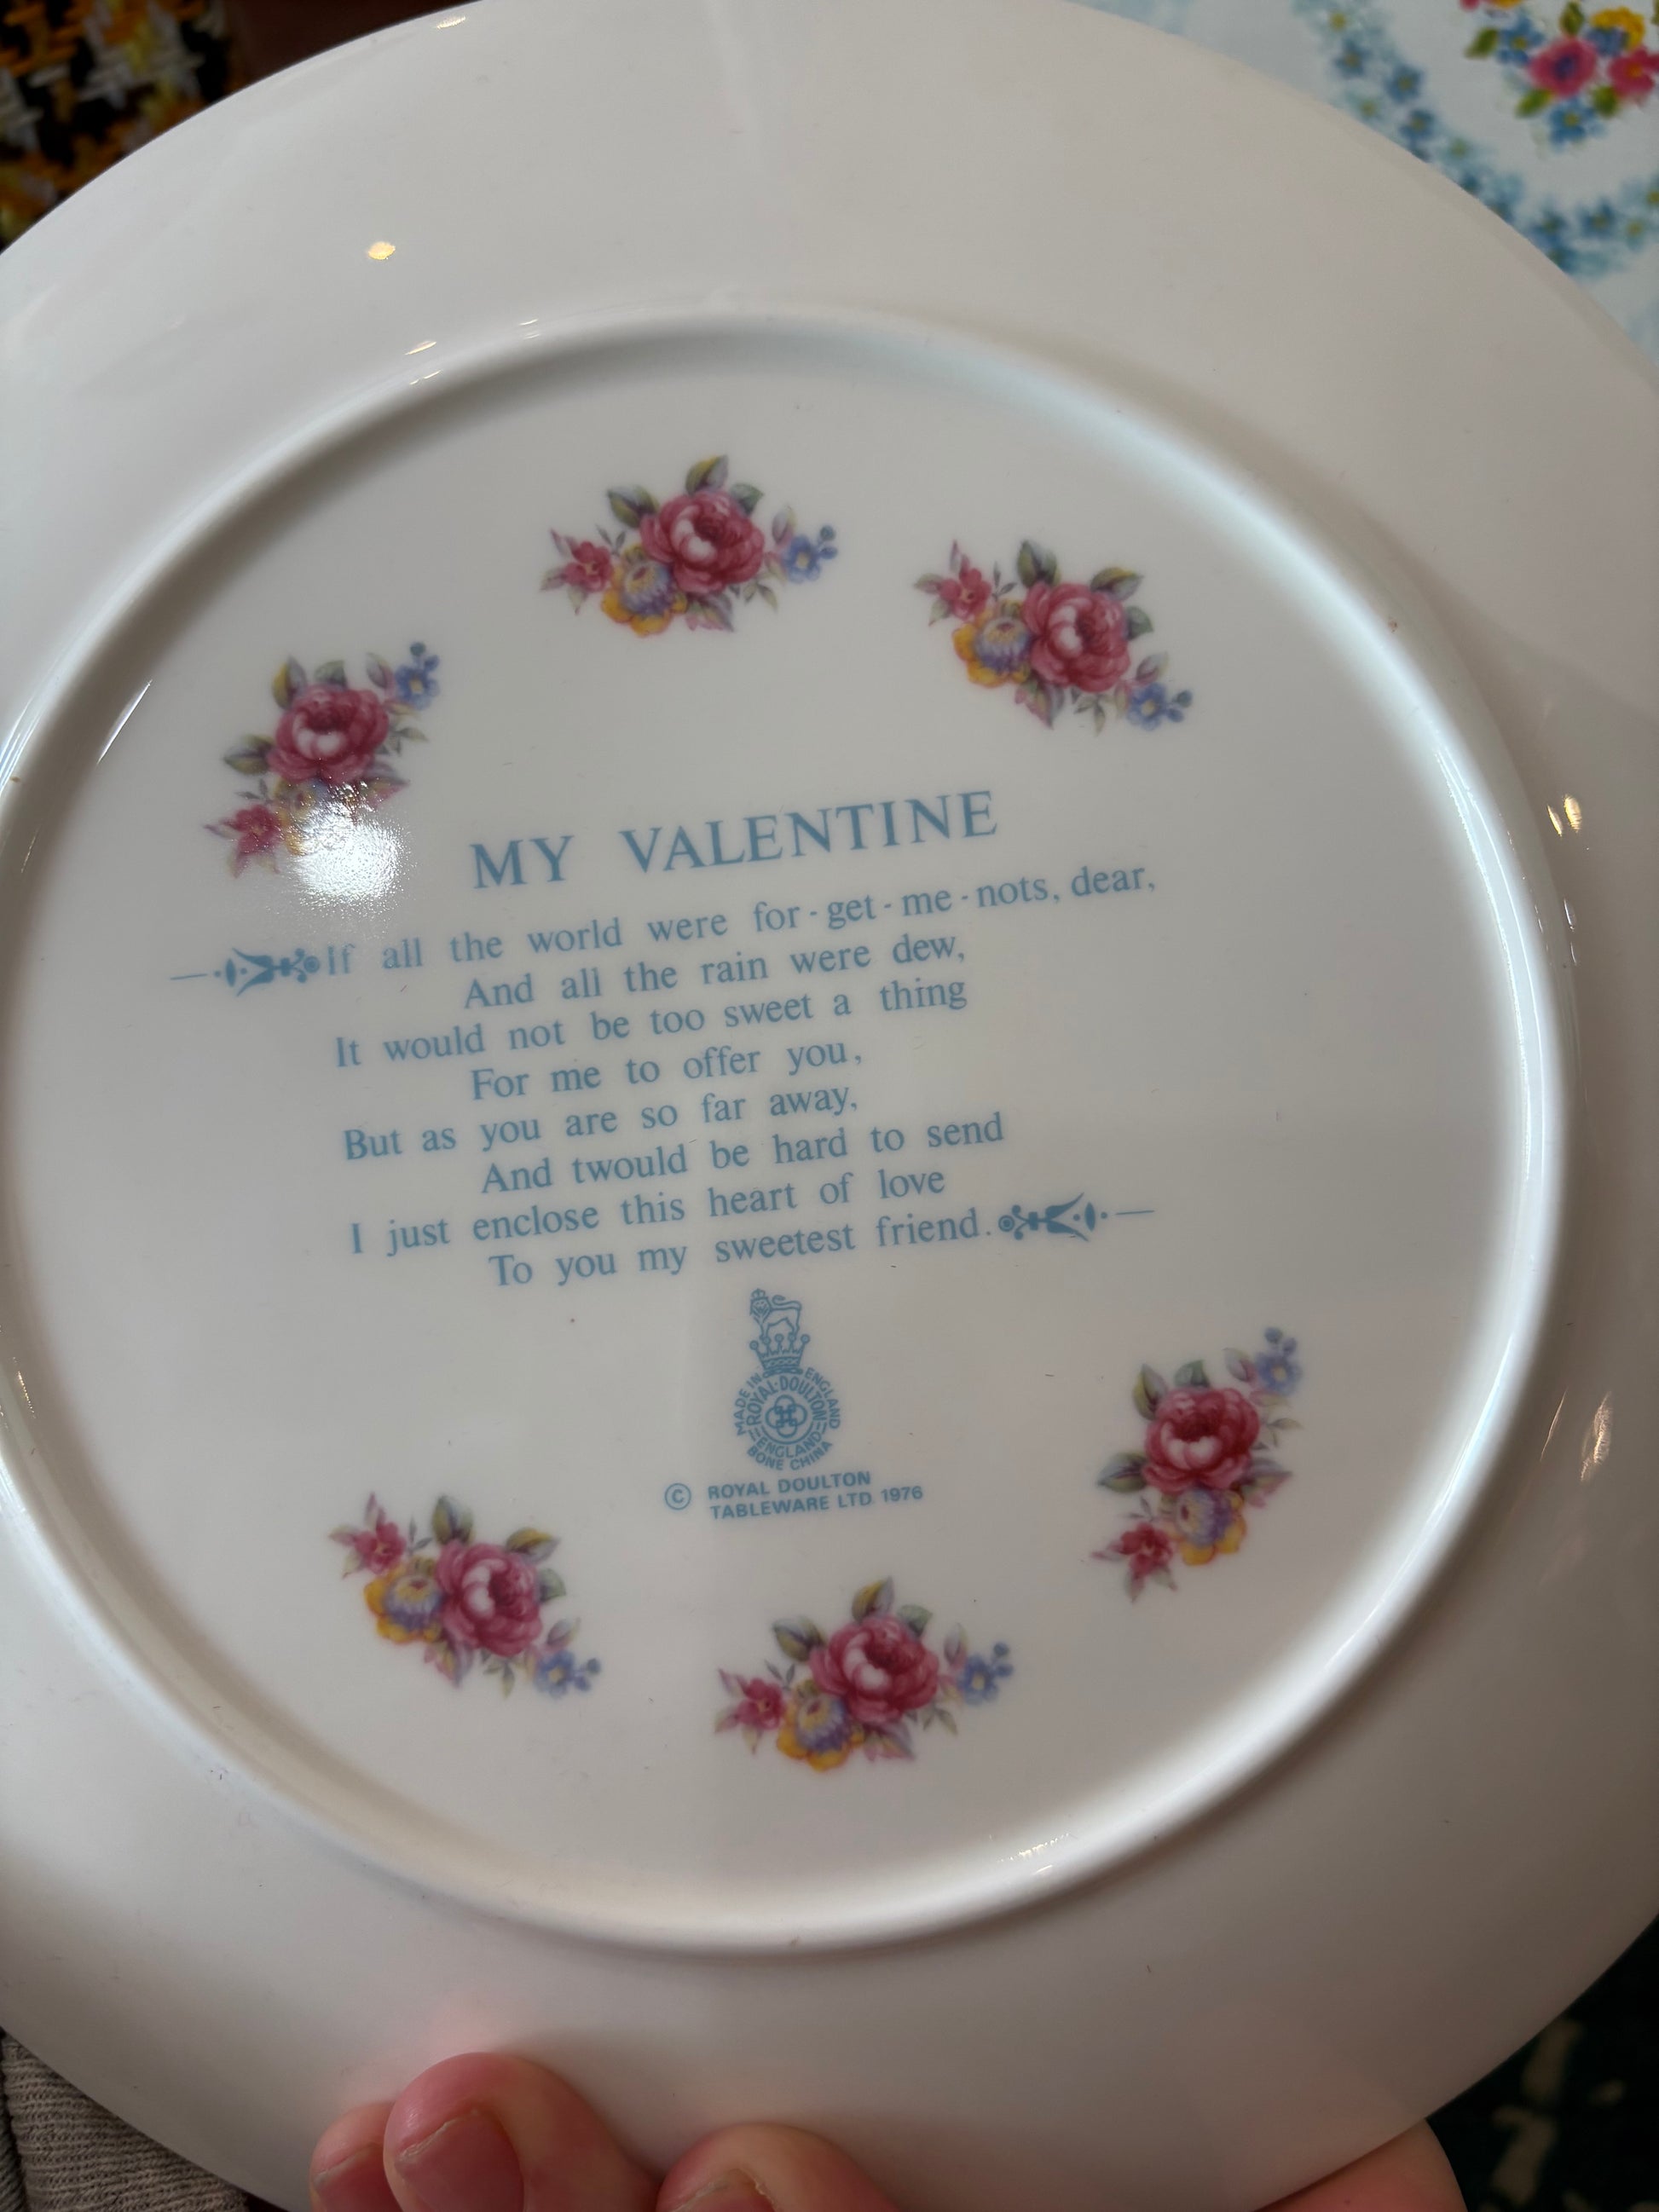 MY VALENTINE
If all the world were for-get-me-nots, dear,
And all the rain were dew,
It would not be too sweet a thing
For me to offer you,
But as you are so far away,
And twould be hard to send
I just enclose this heart of love
To you my sweetest friend.
MADE IN ENGLAND
ROYAL·DOULTON
ENGLAND
BONE CHINA
© ROYAL DOULTON
TABLEWARE LTD 1976